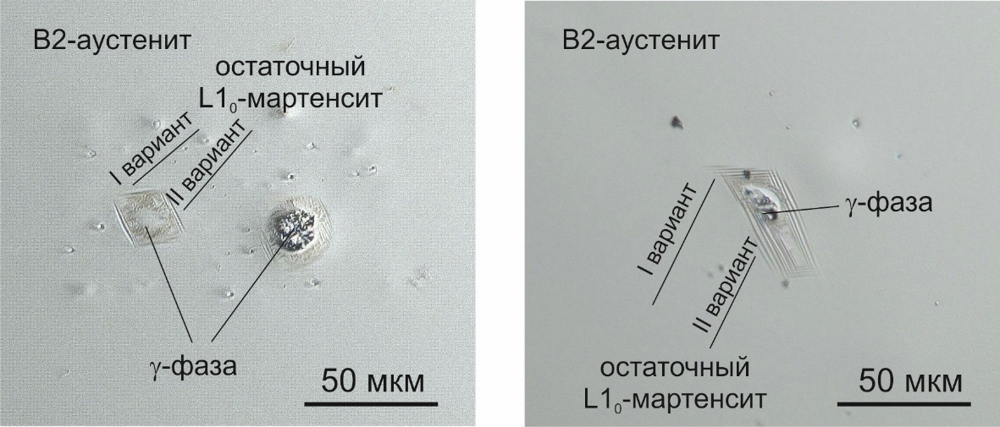 B2-аустенит
остаточный
L1₀-мартенсит
I вариант
II вариант
γ-фаза
50 мкм
B2-аустенит
γ-фаза
I вариант
II вариант
остаточный
L1₀-мартенсит
50 мкм